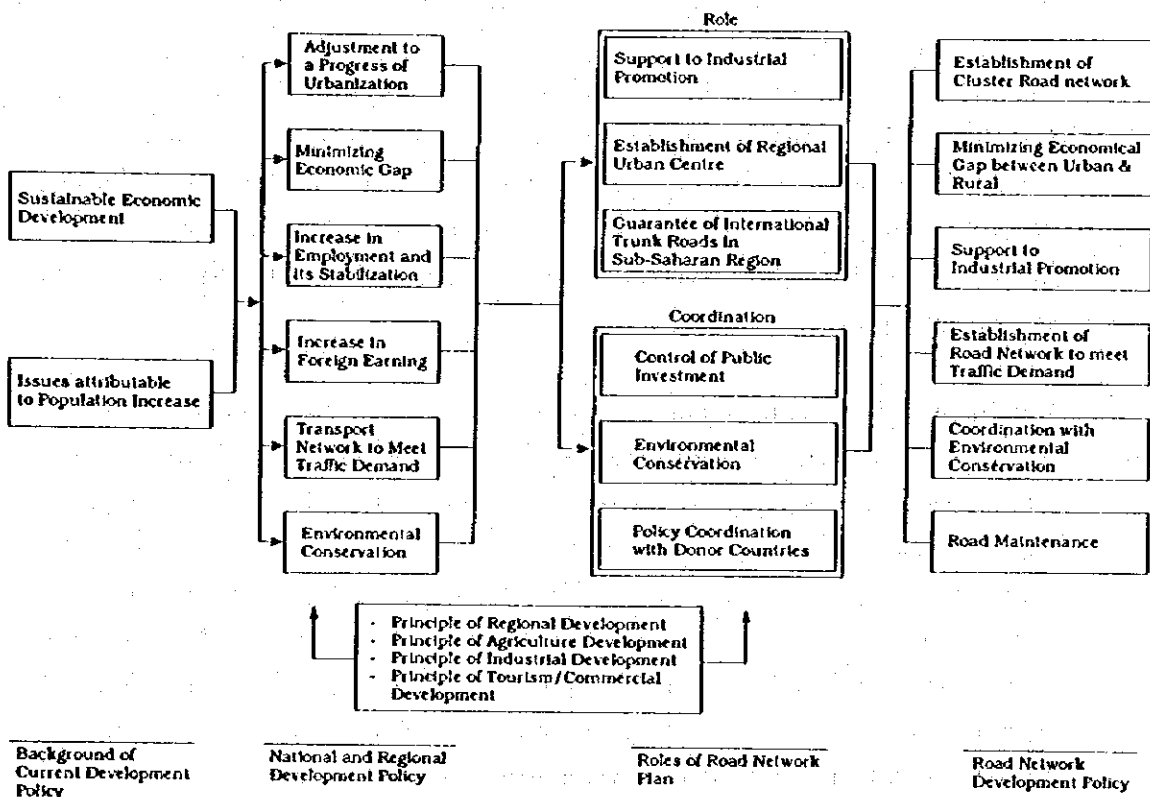 Sustainable Economic
Development
Issues attributable
to Population Increase
Adjustment to
a Progress of
Urbanization
Minimizing
Economic Gap
Increase in
Employment and
its Stabilization
Increase in
Foreign Earning
Transport
Network to Meet
Traffic Demand
Environmental
Conservation
Role
Support to Industrial
Promotion
Establishment of Regional
Urban Centre
Guarantee of International
Trunk Roads in
Sub-Saharan Region
Coordination
Control of Public
Investment
Environmental
Conservation
Policy Coordination
with Donor Countries
Establishment of
Cluster Road network
Minimizing Economical
Gap between Urban &
Rural
Support to
Industrial Promotion
Establishment of
Road Network to meet
Traffic Demand
Coordination with
Environmental
Conservation
Road Maintenance
- Principle of Regional Development
- Principle of Agriculture Development
- Principle of Industrial Development
- Principle of Tourism/Commercial
Development
Background of
Current Development
Policy
National and Regional
Development Policy
Roles of Road Network
Plan
Road Network
Development Policy